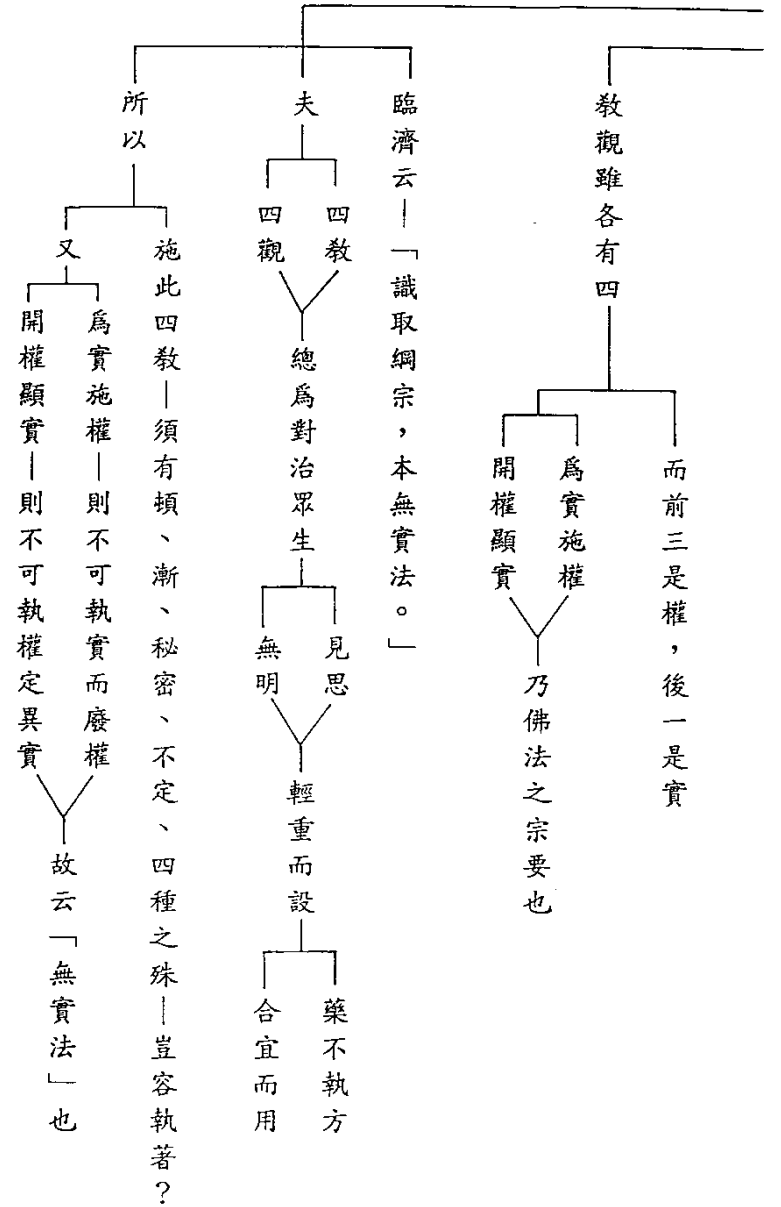 教觀雖各有四
而前三是權，後一是實
爲實施權
開權顯實
乃佛法之宗要也
臨濟云—「識取綱宗，本無實法。」
夫
四教
四觀
總爲對治眾生
見思
無明
輕重而設
藥不執方
合宜而用
所以
施此四教—須有頓、漸、秘密、不定、四種之殊—豈容執著？
又
爲實施權—則不可執實而廢權
開權顯實—則不可執權定異實
故云「無實法」也